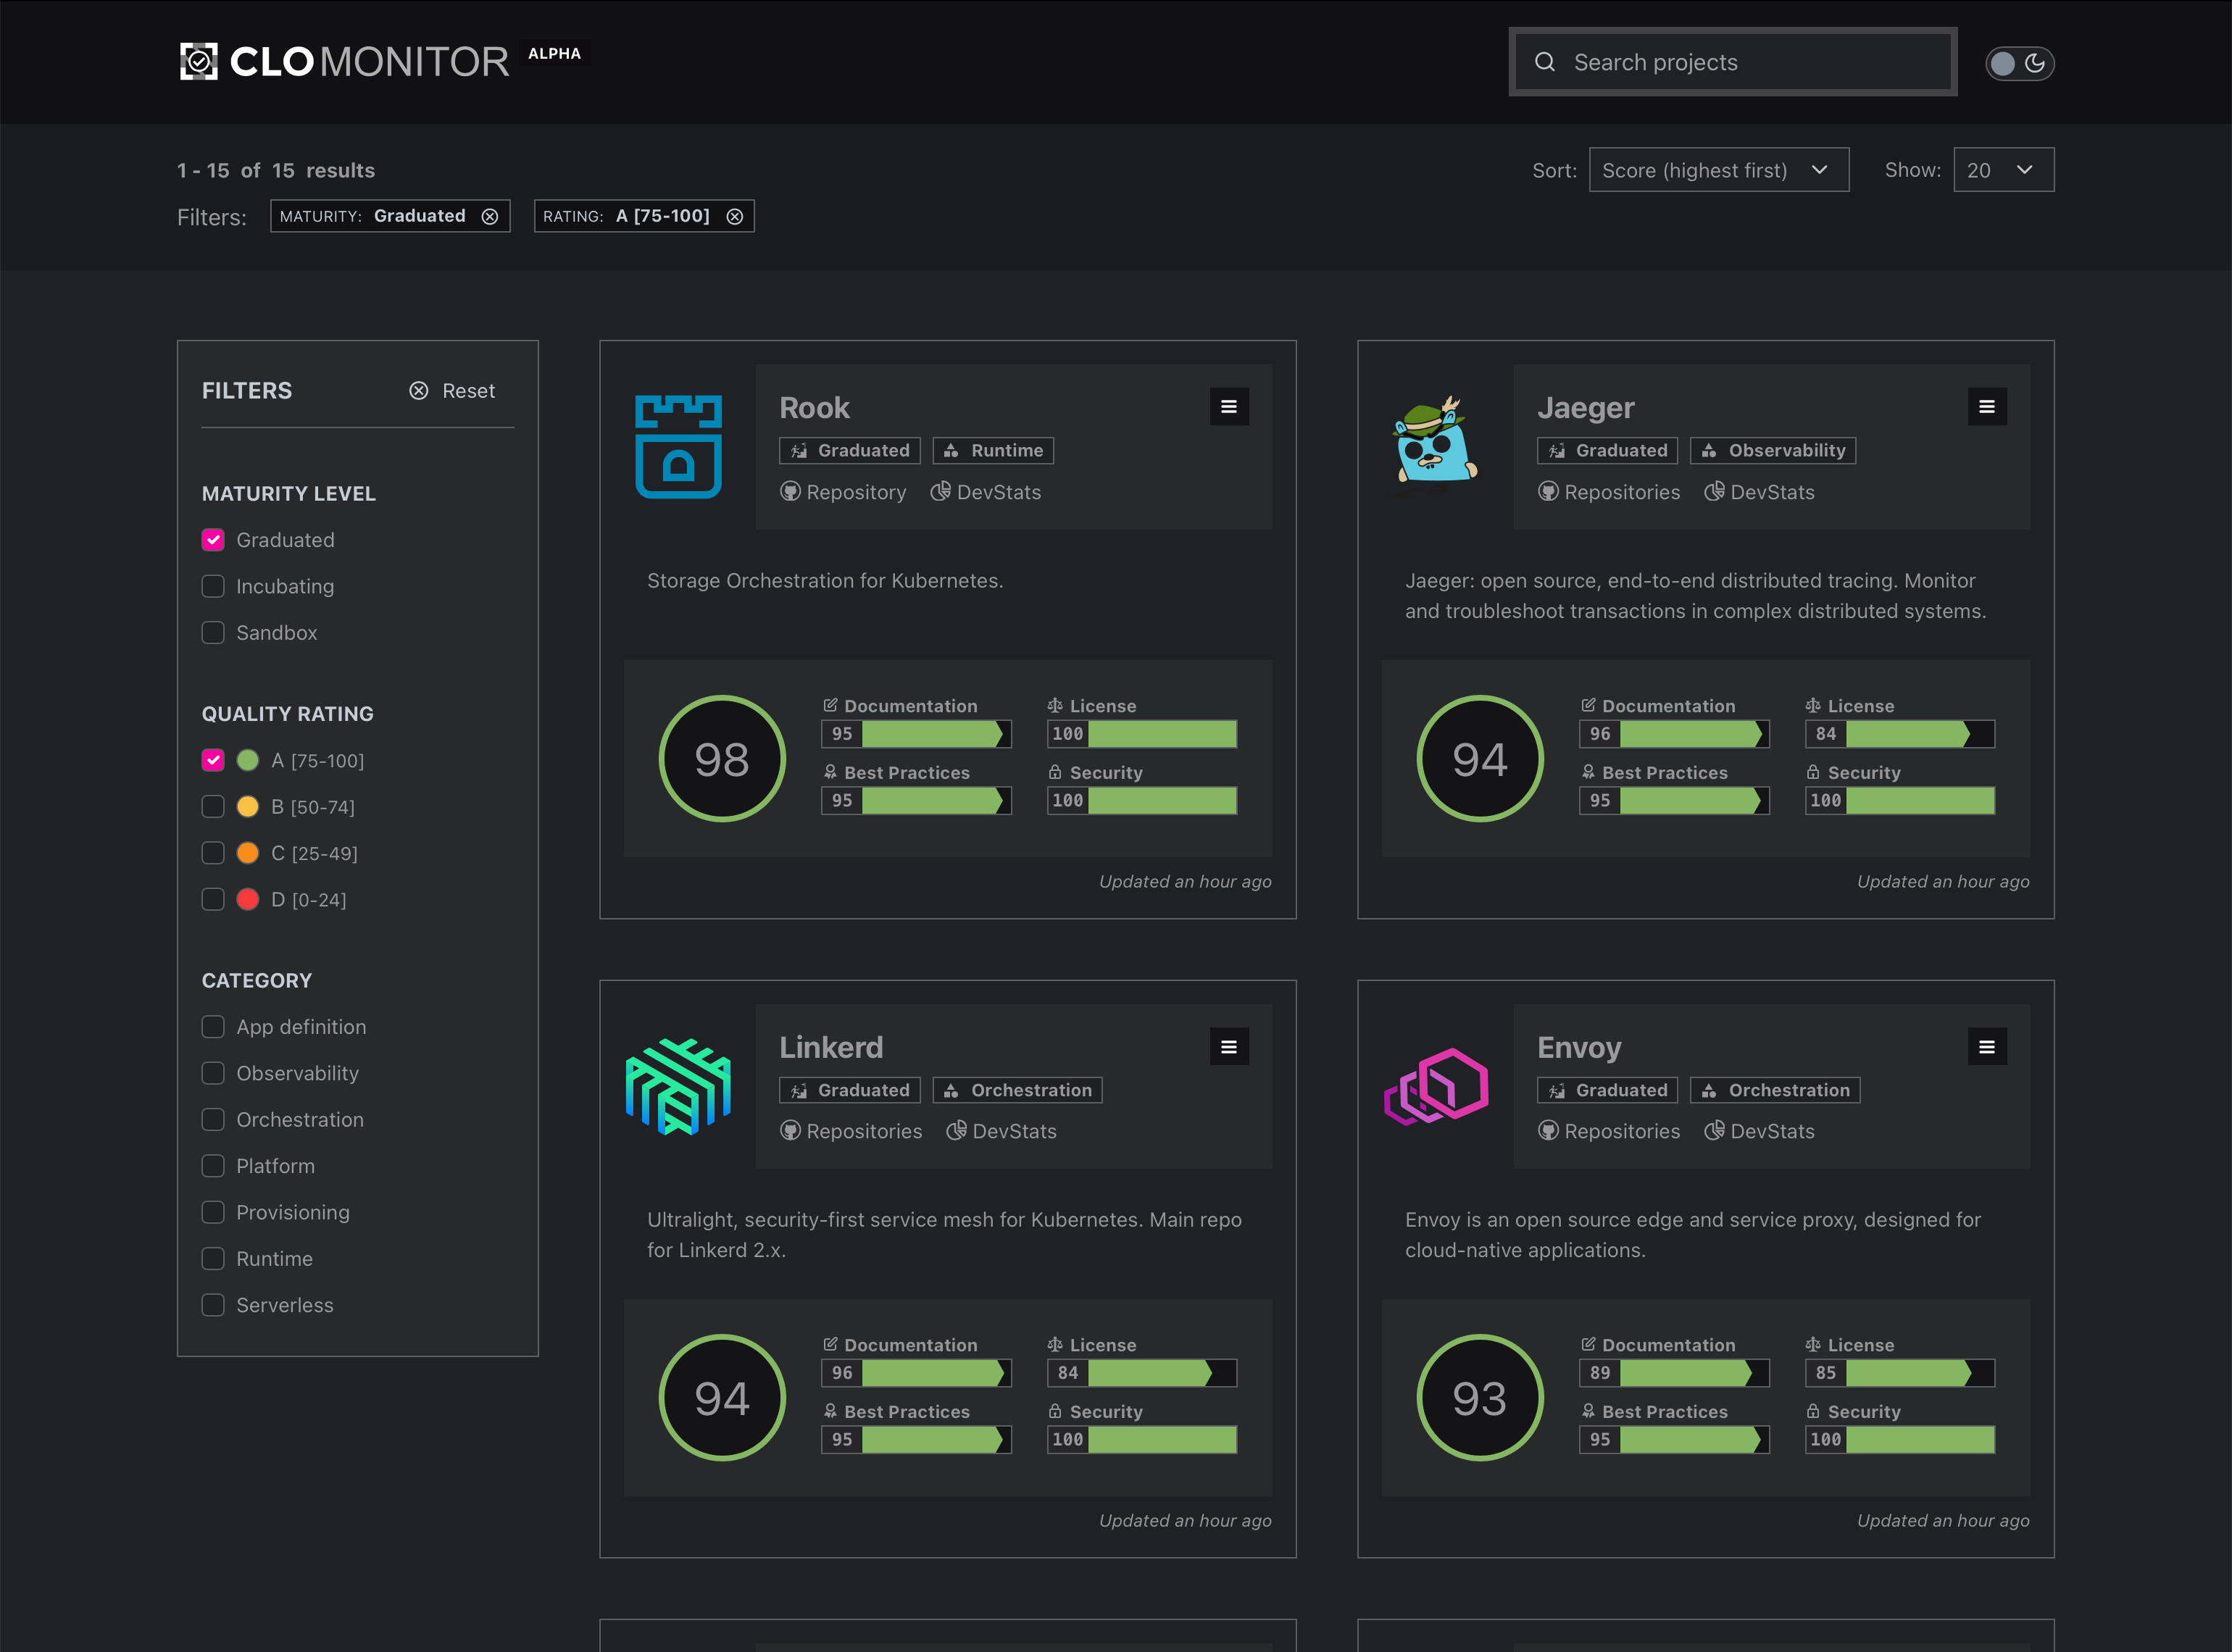 CLOMONITOR ALPHA
Search projects
1 - 15 of 15 results
Sort: Score (highest first) Show: 20
Filters: MATURITY: Graduated RATING: A [75-100]
FILTERS Reset
MATURITY LEVEL
Graduated
Incubating
Sandbox
QUALITY RATING
A [75-100]
B [50-74]
C [25-49]
D [0-24]
CATEGORY
App definition
Observability
Orchestration
Platform
Provisioning
Runtime
Serverless
Rook
Graduated Runtime
Repository DevStats
Storage Orchestration for Kubernetes.
98
Documentation License
95 100
Best Practices Security
95 100
Updated an hour ago
Jaeger
Graduated Observability
Repositories DevStats
Jaeger: open source, end-to-end distributed tracing. Monitor
and troubleshoot transactions in complex distributed systems.
94
Documentation License
96 84
Best Practices Security
95 100
Updated an hour ago
Linkerd
Graduated Orchestration
Repositories DevStats
Ultralight, security-first service mesh for Kubernetes. Main repo
for Linkerd 2.x.
94
Documentation License
96 84
Best Practices Security
95 100
Updated an hour ago
Envoy
Graduated Orchestration
Repositories DevStats
Envoy is an open source edge and service proxy, designed for
cloud-native applications.
93
Documentation License
89 85
Best Practices Security
95 100
Updated an hour ago